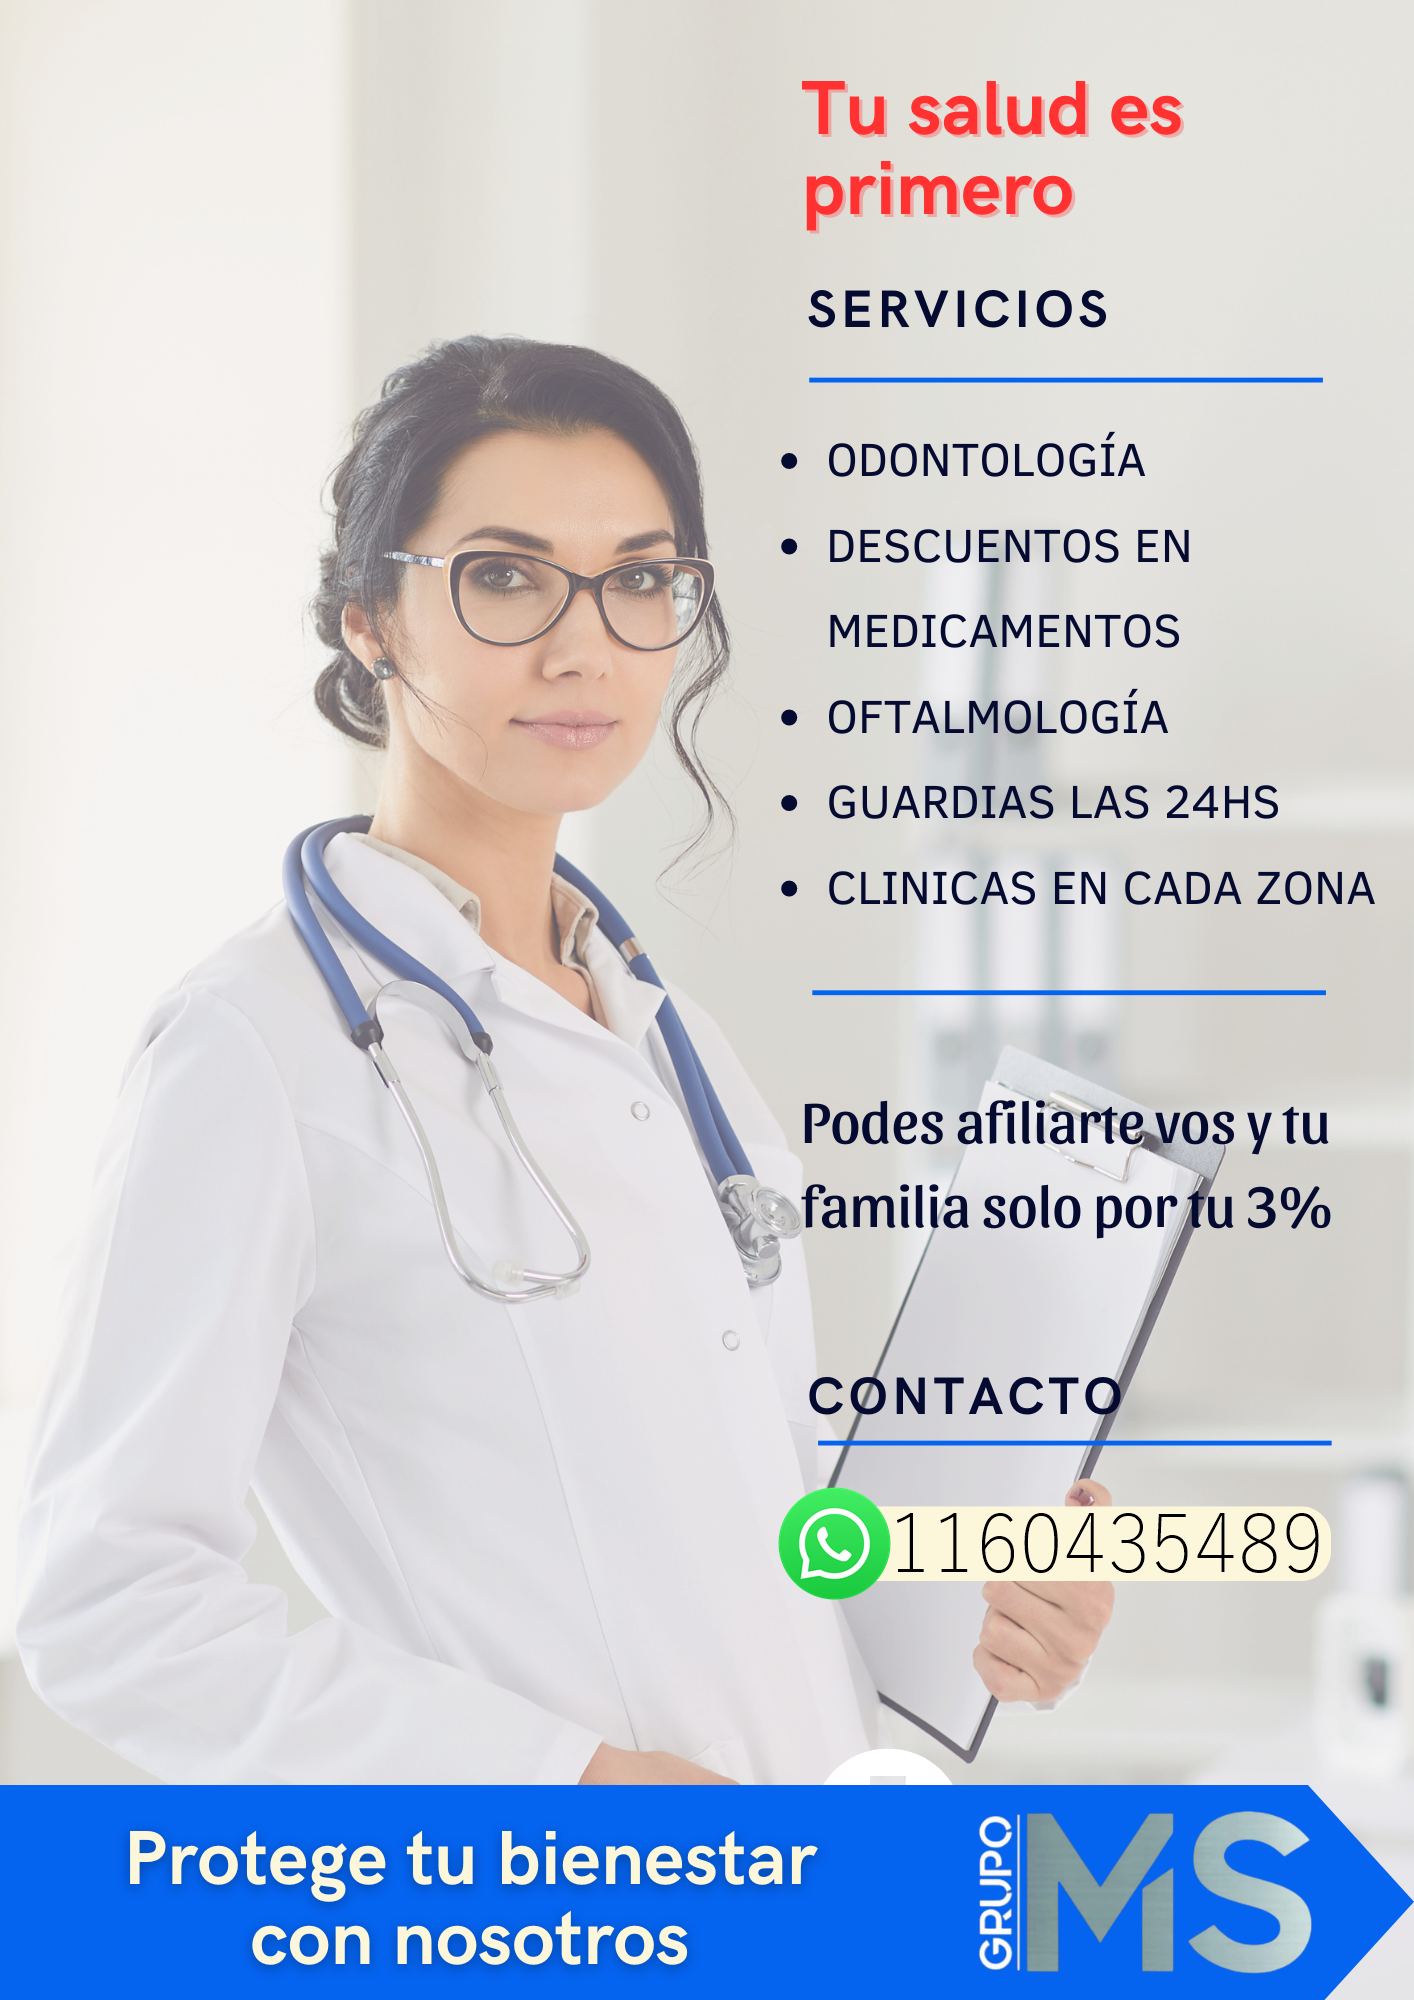 Tu salud es
primero
SERVICIOS
• ODONTOLOGÍA
• DESCUENTOS EN
MEDICAMENTOS
• OFTALMOLOGÍA
• GUARDIAS LAS 24HS
• CLINICAS EN CADA ZONA
Podes afiliarte vos y tu
familia solo por tu 3%
CONTACTO
1160435489
Protege tu bienestar
con nosotros
GRUPO
MS